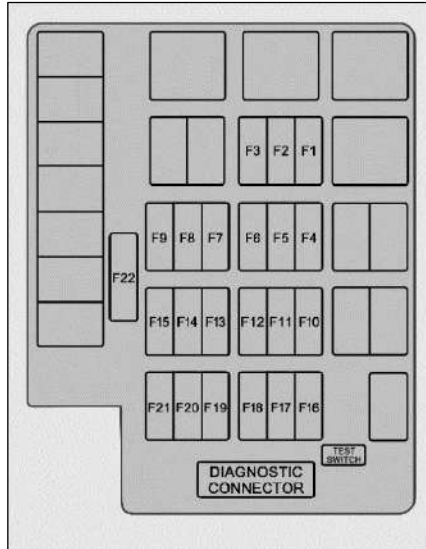 F3 F2 F1
F9 F8 F7 F6 F5 F4
F22
F15 F14 F13 F12 F11 F10
F21 F20 F19 F18 F17 F16
TEST
SWITCH
DIAGNOSTIC
CONNECTOR